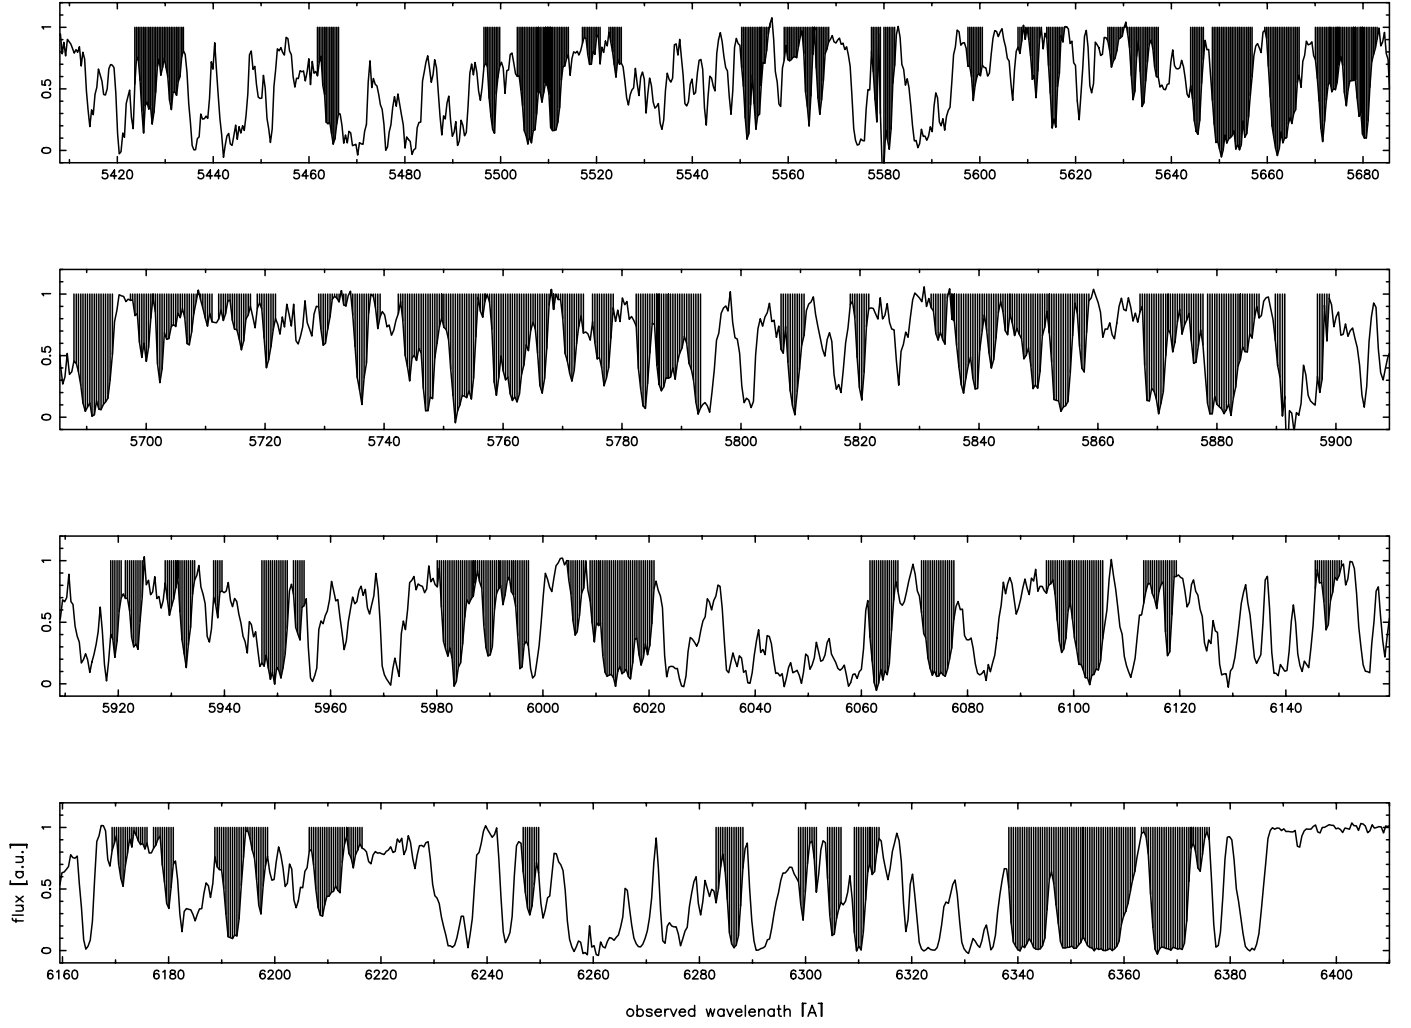 0 0.5 1
5420 5440 5460 5480 5500 5520 5540 5560 5580 5600 5620 5640 5660 5680
0 0.5 1
5700 5720 5740 5760 5780 5800 5820 5840 5860 5880 5900
0 0.5 1
5920 5940 5960 5980 6000 6020 6040 6060 6080 6100 6120 6140
flux [a.u.]
0 0.5 1
6160 6180 6200 6220 6240 6260 6280 6300 6320 6340 6360 6380 6400
observed wavelength [A]